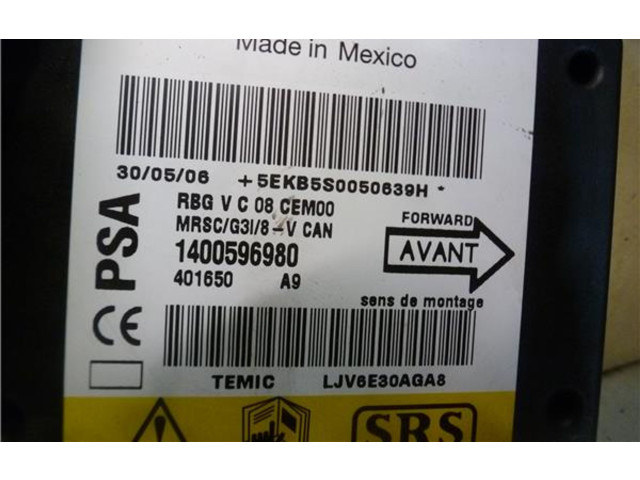 Made in Mexico
30/05/06 +5EKB5S0050639H *
PSA
RBG V C 08 CEM00
MRSC/G3I/8-V CAN
1400596980
401650 A9
FORWARD
AVANT
sens de montage
CE
TEMIC LJV6E30AGA8
SRS